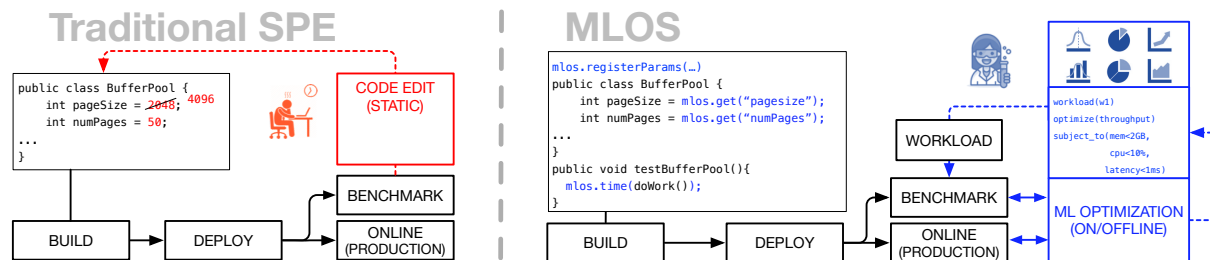 Traditional SPE
public class BufferPool {
int pageSize = 2048; 4096
int numPages = 50;
...
}
CODE EDIT
(STATIC)
BENCHMARK
BUILD
DEPLOY
ONLINE
(PRODUCTION)
MLOS
mlos.registerParams(…)
public class BufferPool {
int pageSize = mlos.get(“pagesize”);
int numPages = mlos.get(“numPages”);
...
}
public void testBufferPool(){
mlos.time(doWork());
}
WORKLOAD
BENCHMARK
BUILD
DEPLOY
ONLINE
(PRODUCTION)
workload(w1)
optimize(throughput)
subject_to(mem<2GB,
cpu<10%,
latency<1ms)
ML OPTIMIZATION
(ON/OFFLINE)